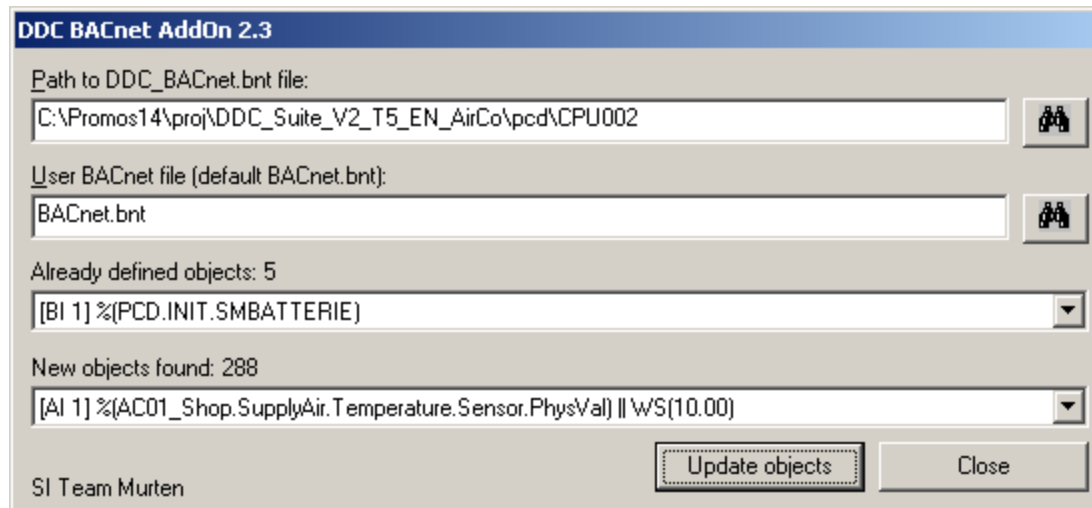 DDC BACnet AddOn 2.3
Path to DDC_BACnet.bnt file:
C:\Promos14\proj\DDC_Suite_V2_T5_EN_AirCo\pcd\CPU002
User BACnet file (default BACnet.bnt):
BACnet.bnt
Already defined objects: 5
[BI 1] %(PCD.INIT.SMBATTERIE)
New objects found: 288
[AI 1] %(AC01_Shop.SupplyAir.Temperature.Sensor.PhysVal) || WS(10.00)
Update objects Close
SI Team Murten